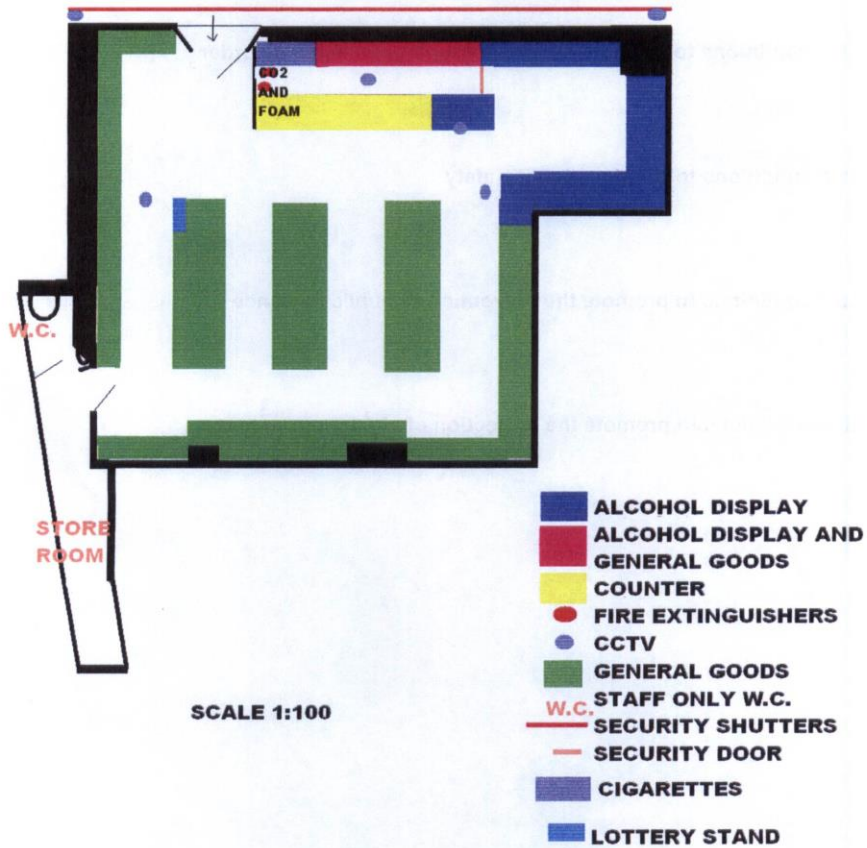 CO2
AND
FOAM
W.C.
STORE
ROOM
SCALE 1:100
ALCOHOL DISPLAY
ALCOHOL DISPLAY AND
GENERAL GOODS
COUNTER
FIRE EXTINGUISHERS
CCTV
GENERAL GOODS
W.C. STAFF ONLY W.C.
SECURITY SHUTTERS
SECURITY DOOR
CIGARETTES
LOTTERY STAND